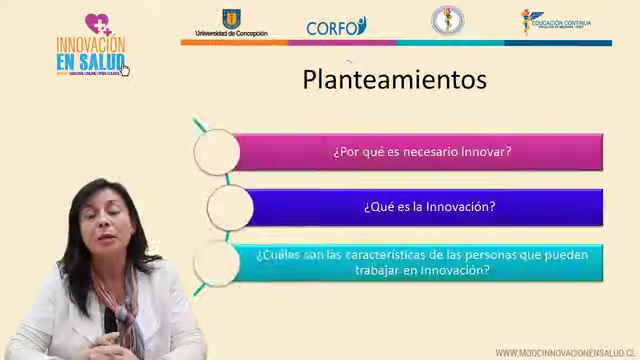 INNOVACIÓN
EN SALUD
Universidad de Concepción
CORFO
EDUCACIÓN CONTINUA
Planteamientos
¿Por qué es necesario Innovar?
¿Qué es la Innovación?
¿Cuáles son las características de las personas que pueden
trabajar en Innovación?
WWW.MOOCINNOVACIONENSALUD.CL